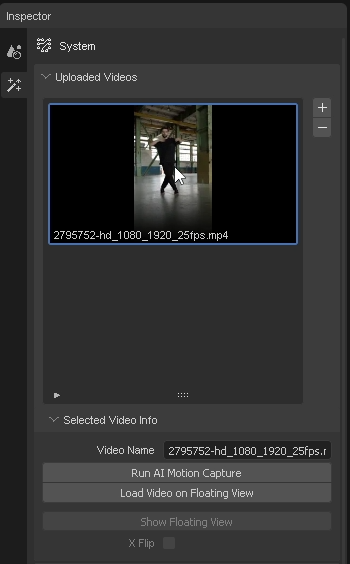 Inspector
System
Uploaded Videos
+
−
2795752-hd_1080_1920_25fps.mp4
Selected Video Info
Video Name 2795752-hd_1080_1920_25fps.r
Run AI Motion Capture
Load Video on Floating View
Show Floating View
X Flip